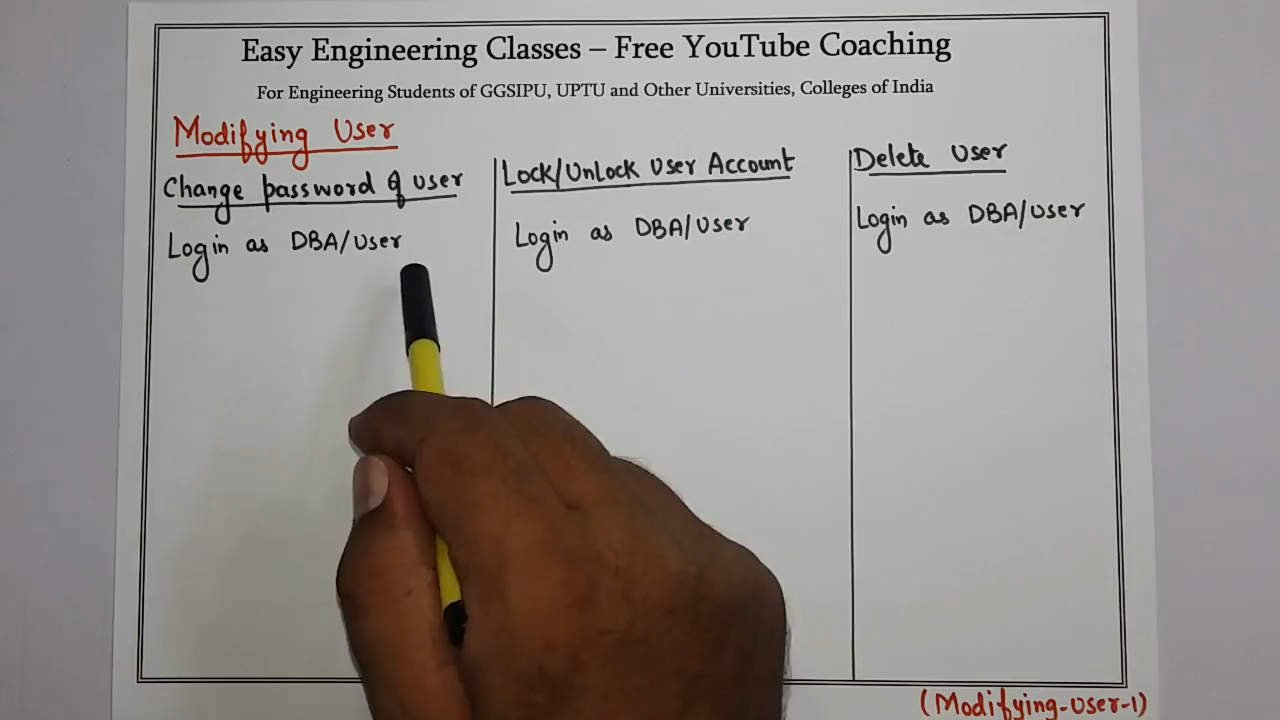 Easy Engineering Classes – Free YouTube Coaching
For Engineering Students of GGSIPU, UPTU and Other Universities, Colleges of India
Modifying User
Change password of user
Login as DBA/User
Lock/UnLock User Account
Login as DBA/User
Delete User
Login as DBA/User
(Modifying-User-1)